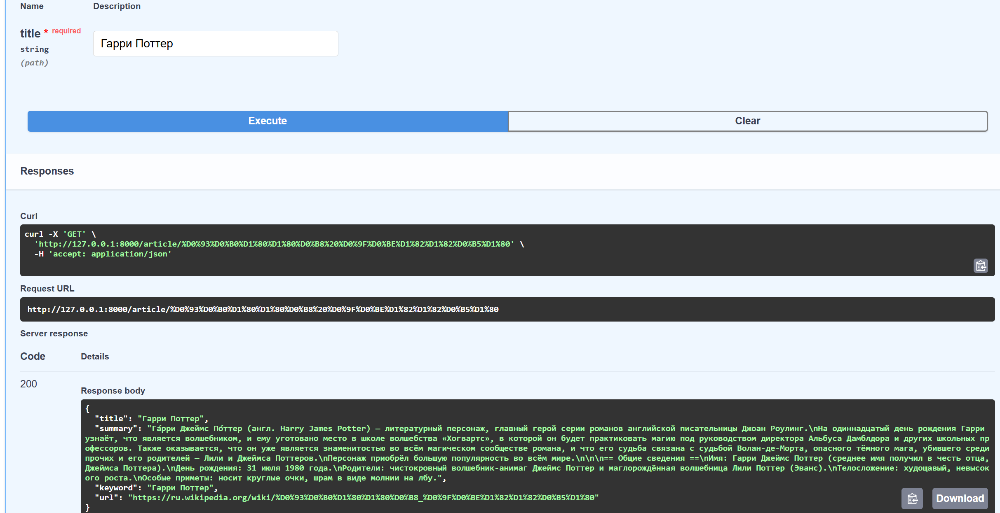 Name Description
title * required
string
(path)
Гарри Поттер
Execute Clear
Responses
Curl
curl -X 'GET' \
'http://127.0.0.1:8000/article/%D0%93%D0%B0%D1%80%D1%80%D0%B8%20%D0%9F%D0%BE%D1%82%D1%82%D0%B5%D1%80' \
-H 'accept: application/json'
Request URL
http://127.0.0.1:8000/article/%D0%93%D0%B0%D1%80%D1%80%D0%B8%20%D0%9F%D0%BE%D1%82%D1%82%D0%B5%D1%80
Server response
Code Details
200
Response body
{
"title": "Гарри Поттер",
"summary": "Га́рри Джеймс По́ттер (англ. Harry James Potter) — литературный персонаж, главный герой серии романов английской писательницы Джоан Роулинг.\nНа одиннадцатый день рождения Гарри
узнаёт, что является волшебником, и ему уготовано место в школе волшебства «Хогвартс», в которой он будет практиковать магию под руководством директора Альбуса Дамблдора и других школьных пр
офессоров. Также оказывается, что он уже является знаменитостью во всём магическом сообществе романа, и что его судьба связана с судьбой Волан-де-Морта, опасного тёмного мага, убившего среди
прочих и его родителей — Лили и Джеймса Поттеров.\nПерсонаж приобрёл большую популярность во всём мире.\n\n\n== Общие сведения ==\nИмя: Гарри Джеймс Поттер (среднее имя получил в честь отца,
Джеймса Поттера).\nДень рождения: 31 июля 1980 года.\nРодители: чистокровный волшебник-анимаг Джеймс Поттер и маглорождённая волшебница Лили Поттер (Эванс).\nТелосложение: худощавый, невысок
ого роста.\nОсобые приметы: носит круглые очки, шрам в виде молнии на лбу.",
"keyword": "Гарри Поттер",
"url": "https://ru.wikipedia.org/wiki/%D0%93%D0%B0%D1%80%D1%80%D0%B8_%D0%9F%D0%BE%D1%82%D1%82%D0%B5%D1%80"
}
Download